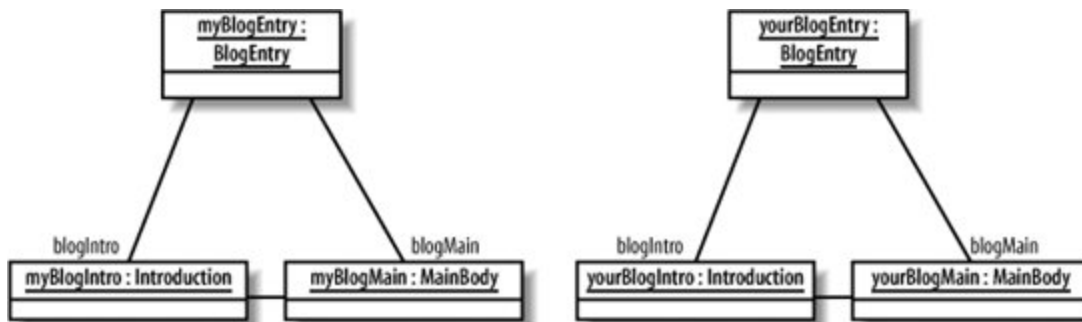 myBlogEntry :
BlogEntry
yourBlogEntry :
BlogEntry
blogIntro
blogMain
blogIntro
blogMain
myBlogIntro : Introduction
myBlogMain : MainBody
yourBlogIntro : Introduction
yourBlogMain : MainBody